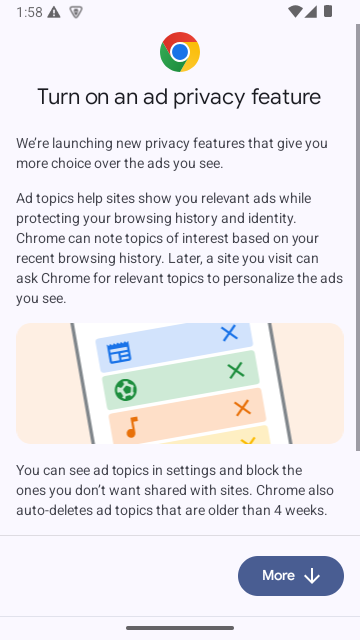 1:58
Turn on an ad privacy feature
We’re launching new privacy features that give you
more choice over the ads you see.
Ad topics help sites show you relevant ads while
protecting your browsing history and identity.
Chrome can note topics of interest based on your
recent browsing history. Later, a site you visit can
ask Chrome for relevant topics to personalize the ads
you see.
You can see ad topics in settings and block the
ones you don’t want shared with sites. Chrome also
auto-deletes ad topics that are older than 4 weeks.
More